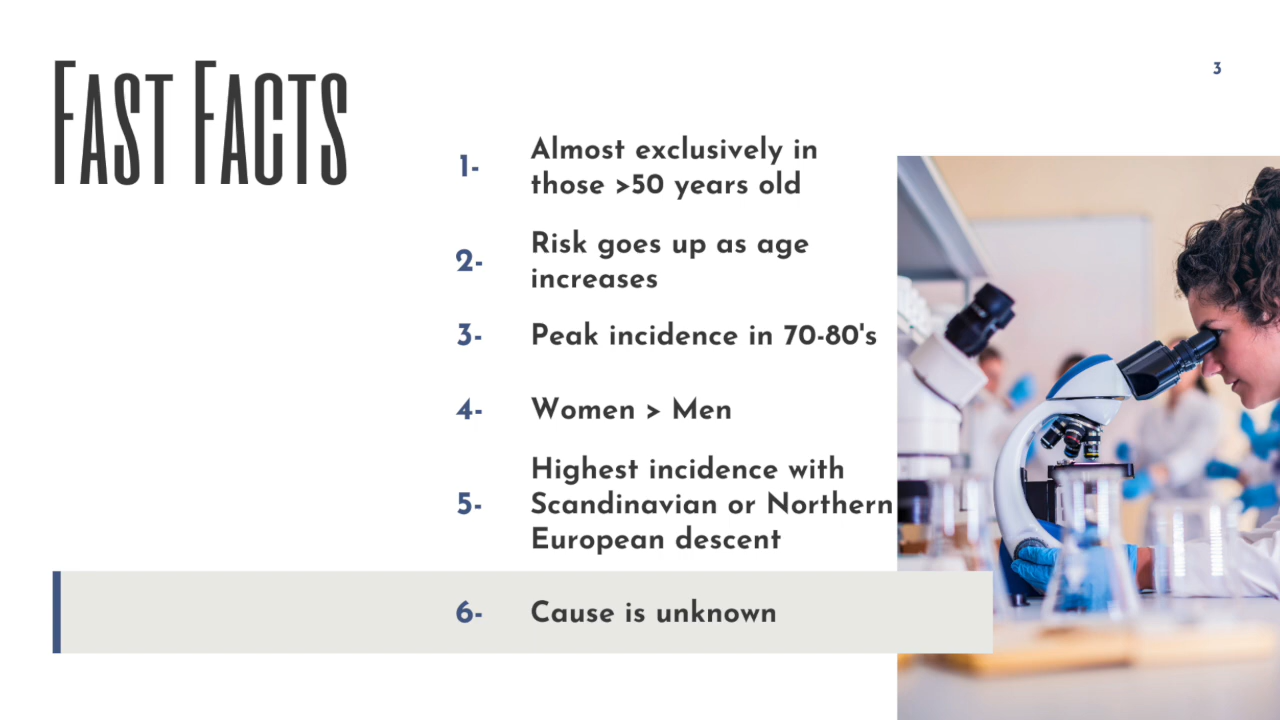 Fast Facts
3
1- Almost exclusively in
those >50 years old
2- Risk goes up as age
increases
3- Peak incidence in 70-80's
4- Women > Men
5- Highest incidence with
Scandinavian or Northern
European descent
6- Cause is unknown